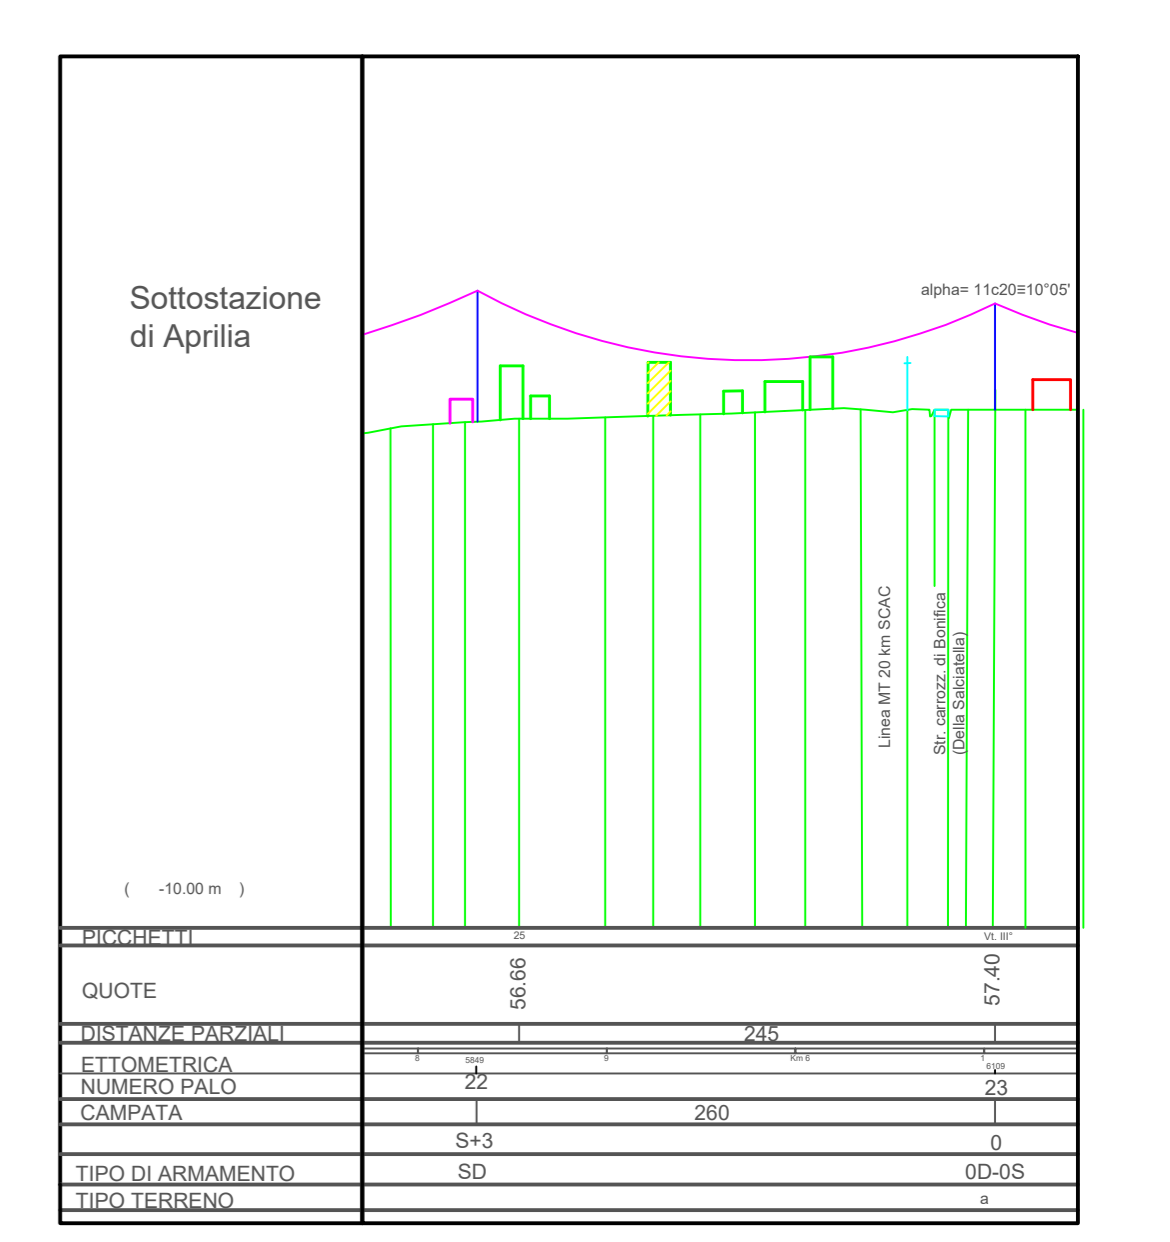 Sottostazione
di Aprilia
alpha= 11c20≡10°05'
Linea MT 20 km SCAC
Str. carrozz. di Bonifica
(Della Salciatella)
( -10.00 m )
PICCHETTI 25 Vt. III°
QUOTE 56.66 57.40
DISTANZE PARZIALI 245
ETTOMETRICA 8 5849 9 Km 6 1 6109
NUMERO PALO 22 23
CAMPATA 260
S+3 0
TIPO DI ARMAMENTO SD 0D-0S
TIPO TERRENO a